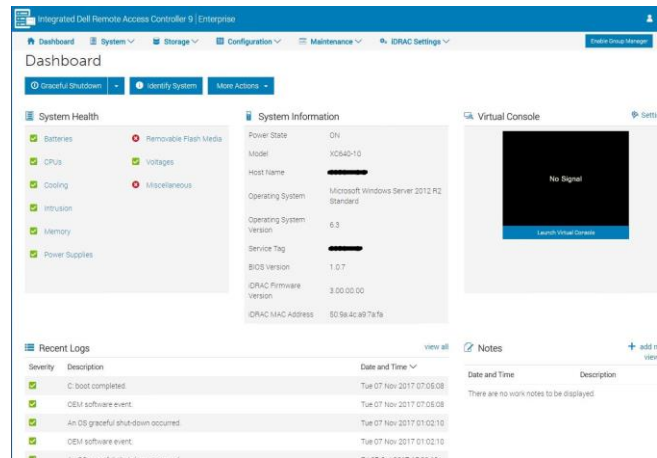 Integrated Dell Remote Access Controller 9 | Enterprise
Dashboard System Storage Configuration Maintenance iDRAC Settings Enable Group Manager
Dashboard
Graceful Shutdown Identify System More Actions
System Health
Batteries Removable Flash Media
CPUs Voltages
Cooling Miscellaneous
Intrusion
Memory
Power Supplies
System Information
Power State ON
Model XC640-10
Host Name
Operating System Microsoft Windows Server 2012 R2
Standard
Operating System
Version 6.3
Service Tag
BIOS Version 1.0.7
iDRAC Firmware
Version 3.00.00.00
iDRAC MAC Address 50:9a:4c:a9:7a:fa
Virtual Console Setti
No Signal
Launch Virtual Console
Recent Logs view all
Severity Description Date and Time
C: boot completed. Tue 07 Nov 2017 07:05:08
OEM software event. Tue 07 Nov 2017 07:05:08
An OS graceful shut-down occurred. Tue 07 Nov 2017 01:02:10
OEM software event. Tue 07 Nov 2017 01:02:10
Notes + add n
view
Date and Time Description
There are no work notes to be displayed.